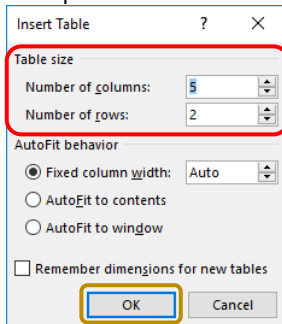 Insert Table ? ×
Table size
Number of columns: 5
Number of rows: 2
AutoFit behavior
Fixed column width: Auto
AutoFit to contents
AutoFit to window
Remember dimensions for new tables
OK Cancel